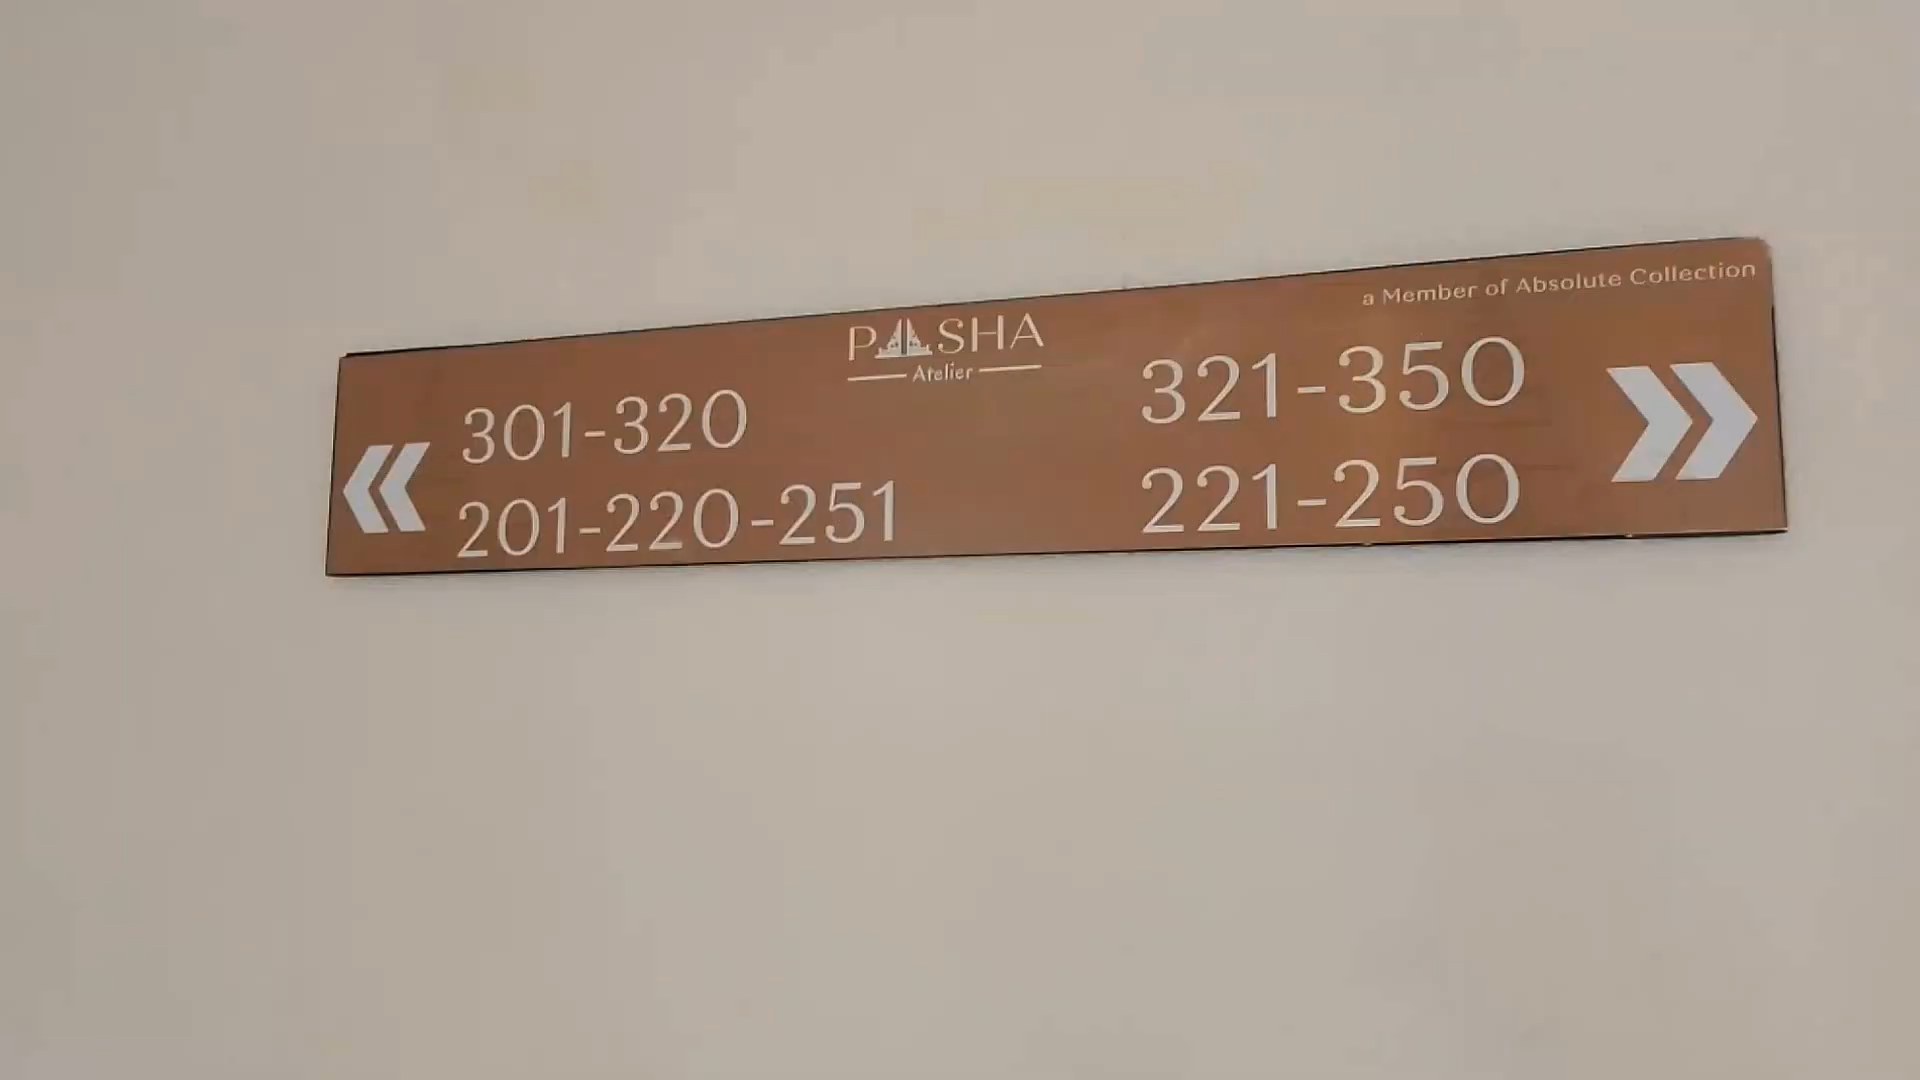 a Member of Absolute Collection
PASHA
Atelier
301-320
201-220-251
321-350
221-250